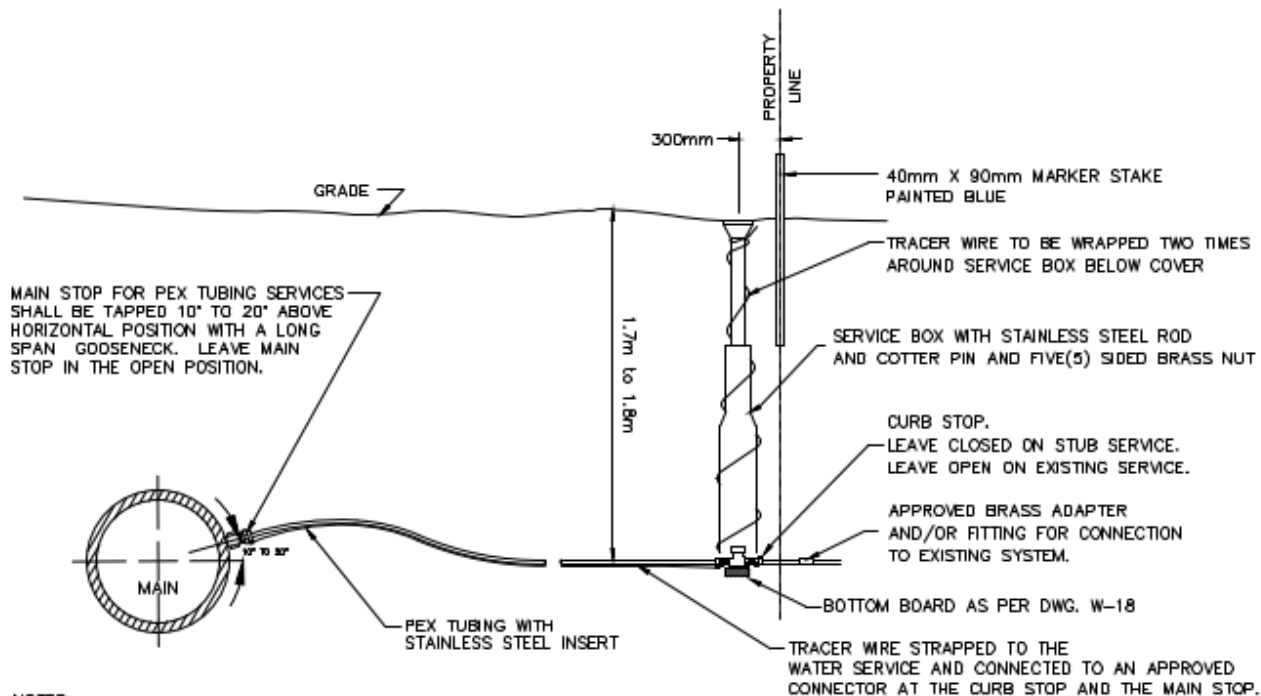 PROPERTY
LINE
300mm
GRADE
40mm X 90mm MARKER STAKE
PAINTED BLUE
TRACER WIRE TO BE WRAPPED TWO TIMES
AROUND SERVICE BOX BELOW COVER
MAIN STOP FOR PEX TUBING SERVICES
SHALL BE TAPPED 10° TO 20° ABOVE
HORIZONTAL POSITION WITH A LONG
SPAN GOOSENECK. LEAVE MAIN
STOP IN THE OPEN POSITION.
1.7m to 1.8m
SERVICE BOX WITH STAINLESS STEEL ROD
AND COTTER PIN AND FIVE(5) SIDED BRASS NUT
CURB STOP.
LEAVE CLOSED ON STUB SERVICE.
LEAVE OPEN ON EXISTING SERVICE.
APPROVED BRASS ADAPTER
AND/OR FITTING FOR CONNECTION
TO EXISTING SYSTEM.
10° TO 20°
MAIN
BOTTOM BOARD AS PER DWG. W-18
PEX TUBING WITH
STAINLESS STEEL INSERT
TRACER WIRE STRAPPED TO THE
WATER SERVICE AND CONNECTED TO AN APPROVED
CONNECTOR AT THE CURB STOP AND THE MAIN STOP.